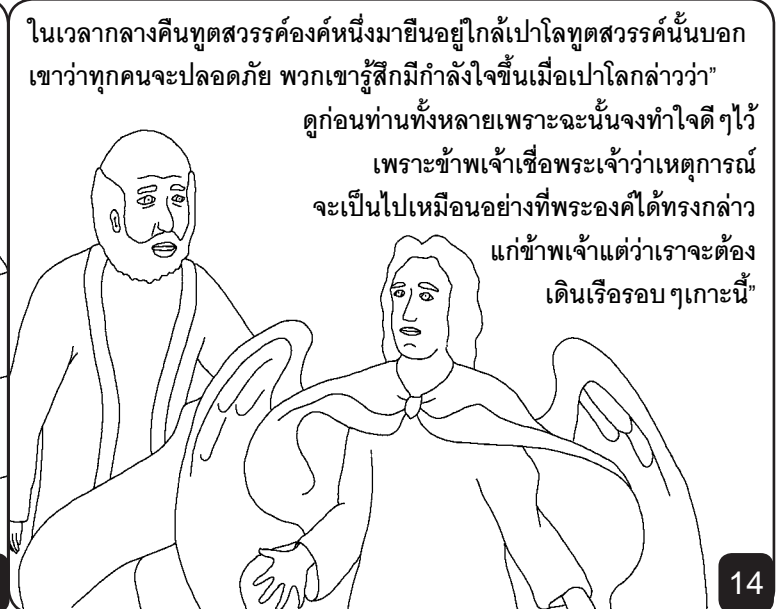 ในเวลากลางคืนทูตสวรรค์องค์หนึ่งมายืนอยู่ใกล้เปาโลทูตสวรรค์นั้นบอก
เขาว่าทุกคนจะปลอดภัย พวกเขารู้สึกมีกำลังใจขึ้นเมื่อเปาโลกล่าวว่า”
ดูก่อนท่านทั้งหลายเพราะฉะนั้นจงทำใจดีๆไว้
เพราะข้าพเจ้าเชื่อพระเจ้าว่าเหตุการณ์
จะเป็นไปเหมือนอย่างที่พระองค์ได้ทรงกล่าว
แก่ข้าพเจ้าแต่ว่าเราจะต้อง
เดินเรือรอบๆเกาะนี้”
14